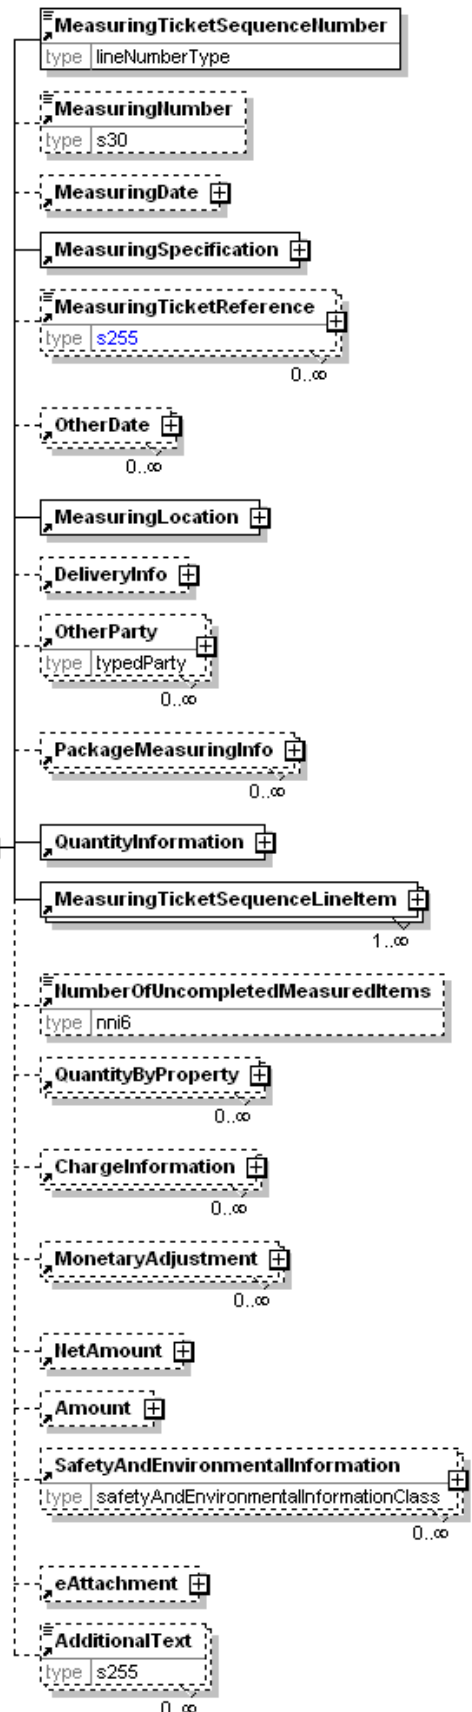 MeasuringTicketSequenceNumber
type lineNumberType
MeasuringNumber
type s30
MeasuringDate
MeasuringSpecification
MeasuringTicketReference
type s255
0..∞
OtherDate
0..∞
MeasuringLocation
DeliveryInfo
OtherParty
type typedParty
0..∞
PackageMeasuringInfo
0..∞
QuantityInformation
MeasuringTicketSequenceLineItem
1..∞
NumberOfUncompletedMeasuredItems
type nni6
QuantityByProperty
0..∞
ChargeInformation
0..∞
MonetaryAdjustment
0..∞
NetAmount
Amount
SafetyAndEnvironmentalInformation
type safetyAndEnvironmentalInformationClass
0..∞
eAttachment
AdditionalText
type s255
0..∞